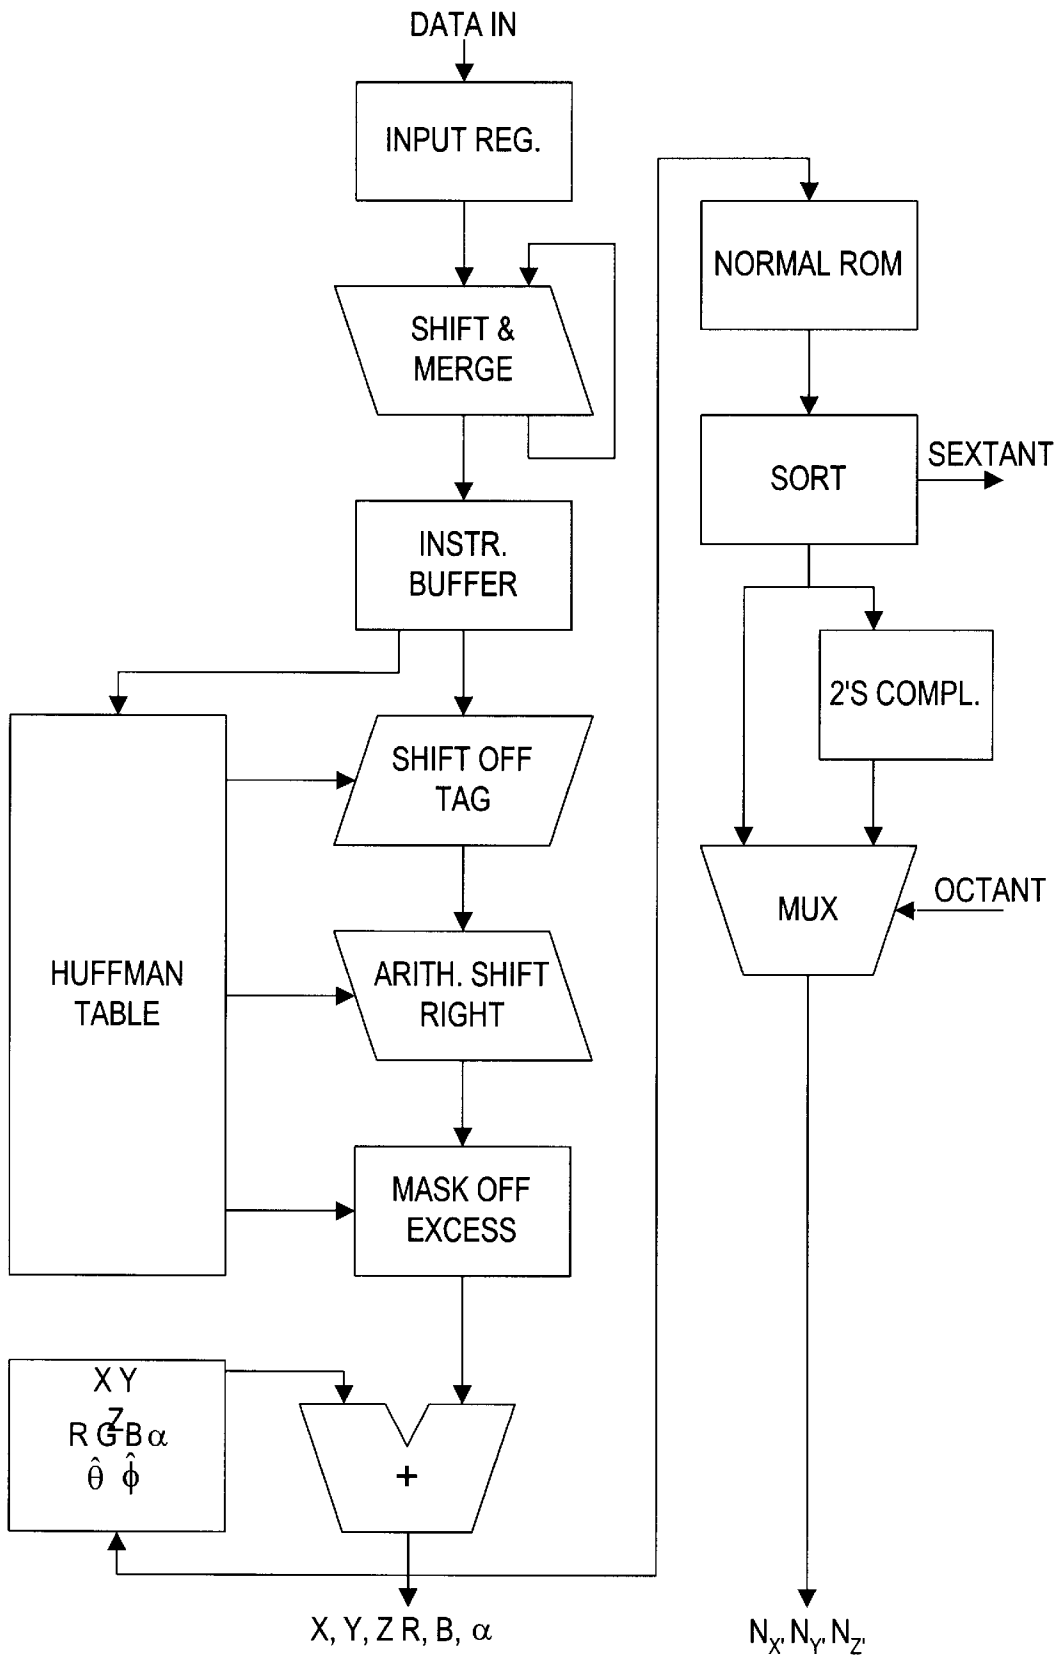 DATA IN
INPUT REG.
SHIFT &
MERGE
INSTR.
BUFFER
HUFFMAN
TABLE
SHIFT OFF
TAG
ARITH. SHIFT
RIGHT
MASK OFF
EXCESS
X Y
Z
R G B α
θ̂ ϕ̂
+
X, Y, Z R, B, α
NORMAL ROM
SORT
SEXTANT
2'S COMPL.
MUX
OCTANT
N_X, N_Y, N_Z,